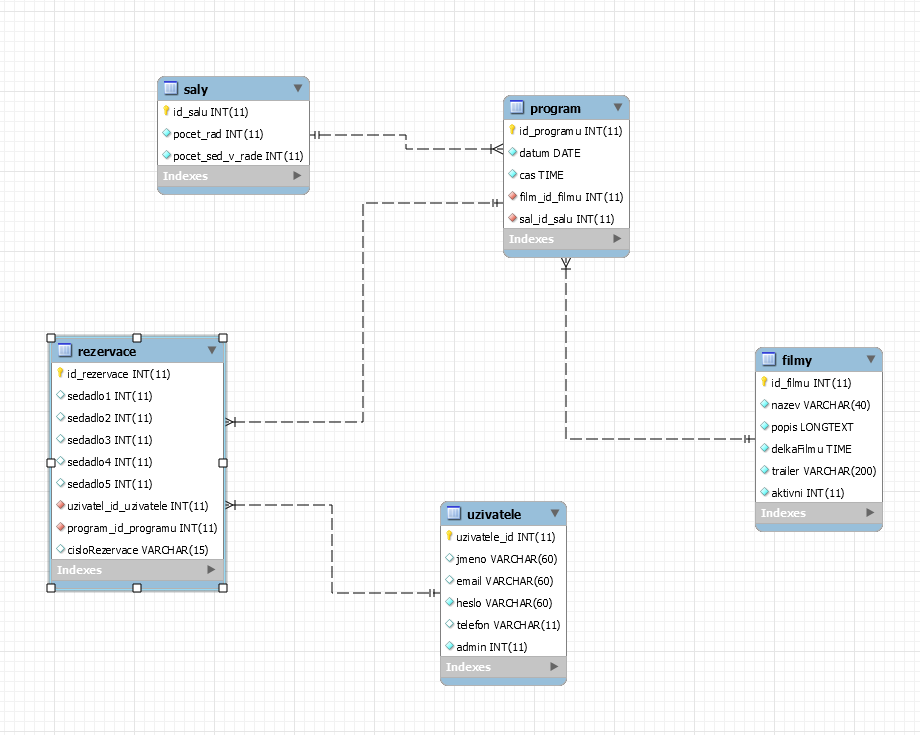 saly
id_salu INT(11)
pocet_rad INT(11)
pocet_sed_v_rade INT(11)
Indexes
program
id_programu INT(11)
datum DATE
cas TIME
film_id_filmu INT(11)
sal_id_salu INT(11)
Indexes
rezervace
id_rezervace INT(11)
sedadlo1 INT(11)
sedadlo2 INT(11)
sedadlo3 INT(11)
sedadlo4 INT(11)
sedadlo5 INT(11)
uzivatel_id_uzivatele INT(11)
program_id_programu INT(11)
cisloRezervace VARCHAR(15)
Indexes
filmy
id_filmu INT(11)
nazev VARCHAR(40)
popis LONGTEXT
delkaFilmu TIME
trailer VARCHAR(200)
aktivni INT(11)
Indexes
uzivatele
uzivatele_id INT(11)
jmeno VARCHAR(60)
email VARCHAR(60)
heslo VARCHAR(60)
telefon VARCHAR(11)
admin INT(11)
Indexes